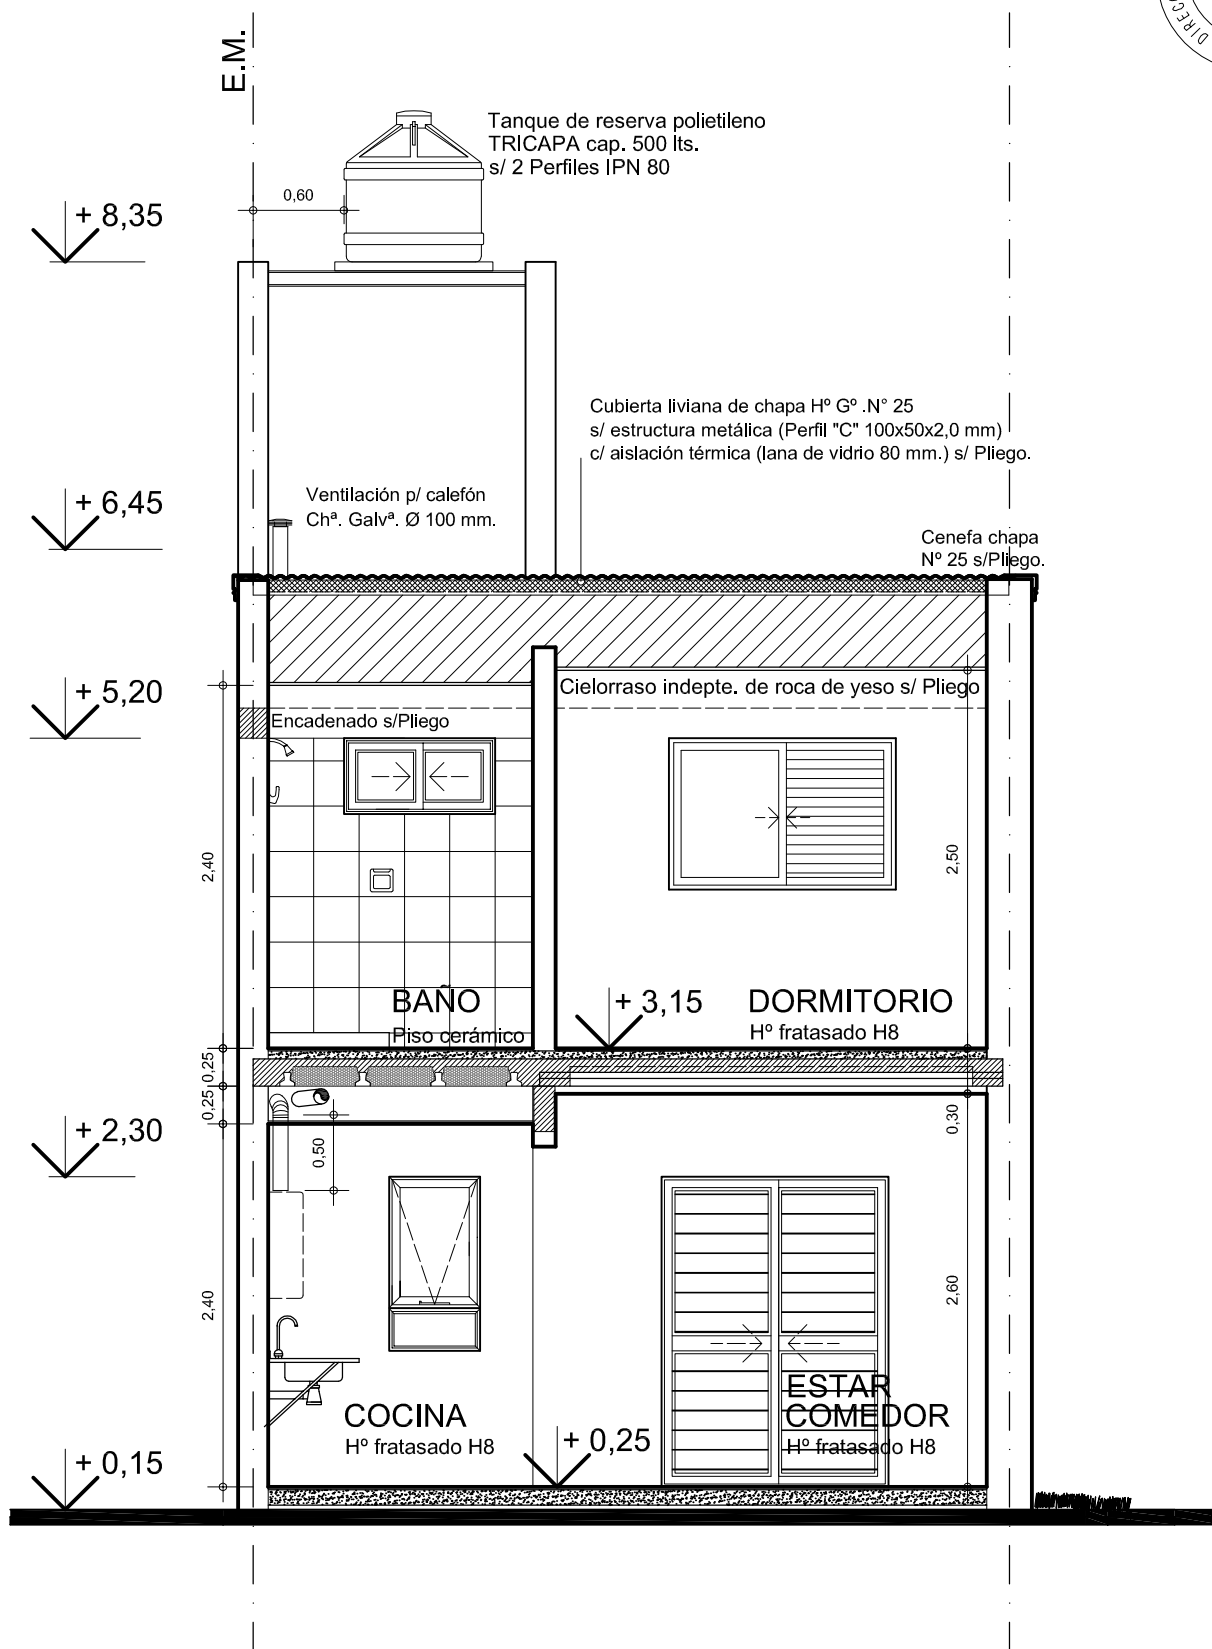 DIREC
E.M.
Tanque de reserva polietileno
TRICAPA cap. 500 lts.
s/ 2 Perfiles IPN 80
0,60
+ 8,35
Cubierta liviana de chapa Hº Gº .N° 25
s/ estructura metálica (Perfil "C" 100x50x2,0 mm)
c/ aislación térmica (lana de vidrio 80 mm.) s/ Pliego.
Ventilación p/ calefón
Chª. Galvª. Ø 100 mm.
+ 6,45
Cenefa chapa
Nº 25 s/Pliego.
+ 5,20
Cielorraso indepte. de roca de yeso s/ Pliego
Encadenado s/Pliego
2,40
2,50
BAÑO
Piso cerámico
+ 3,15
DORMITORIO
Hº fratasado H8
0,25
0,25
+ 2,30
0,50
0,30
2,40
2,60
COCINA
Hº fratasado H8
ESTAR
COMEDOR
Hº fratasado H8
+ 0,25
+ 0,15